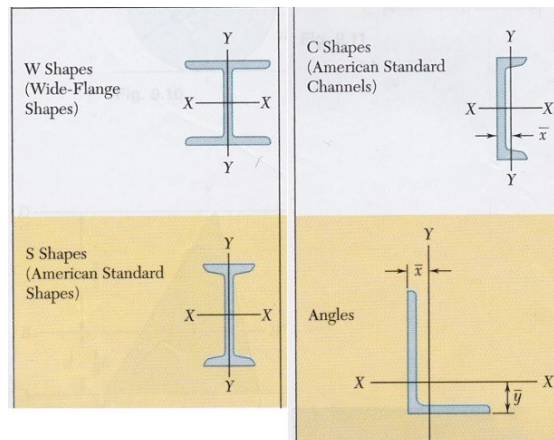 W Shapes
(Wide-Flange
Shapes)
Y
X
X
Y
C Shapes
(American Standard
Channels)
Y
X
X
x̅
Y
S Shapes
(American Standard
Shapes)
Y
X
X
Y
Angles
Y
x̅
X
X
y̅